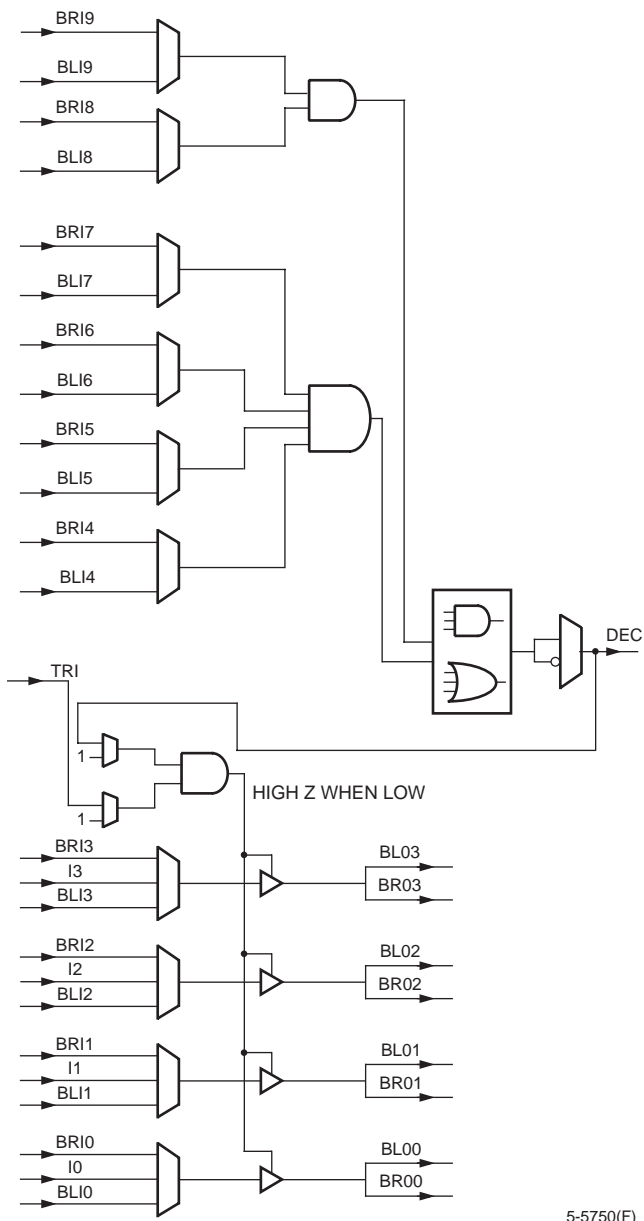 BRI9
BLI9
BRI8
BLI8
BRI7
BLI7
BRI6
BLI6
BRI5
BLI5
BRI4
BLI4
DEC
TRI
1
1
HIGH Z WHEN LOW
BRI3
I3
BLI3
BL03
BR03
BRI2
I2
BLI2
BL02
BR02
BRI1
I1
BLI1
BL01
BR01
BRI0
I0
BLI0
BL00
BR00
5-5750(F)